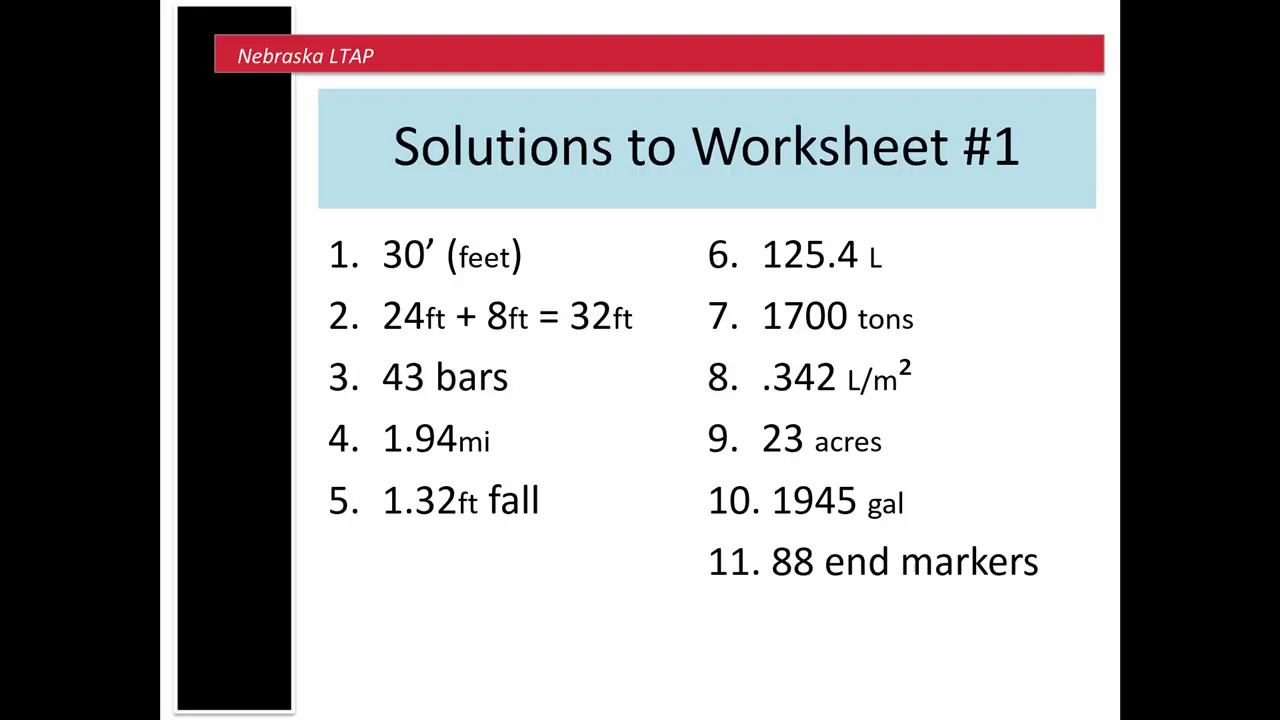 Nebraska LTAP
Solutions to Worksheet #1
1. 30’ (feet)
2. 24ft + 8ft = 32ft
3. 43 bars
4. 1.94mi
5. 1.32ft fall
6. 125.4 L
7. 1700 tons
8. .342 L/m²
9. 23 acres
10. 1945 gal
11. 88 end markers